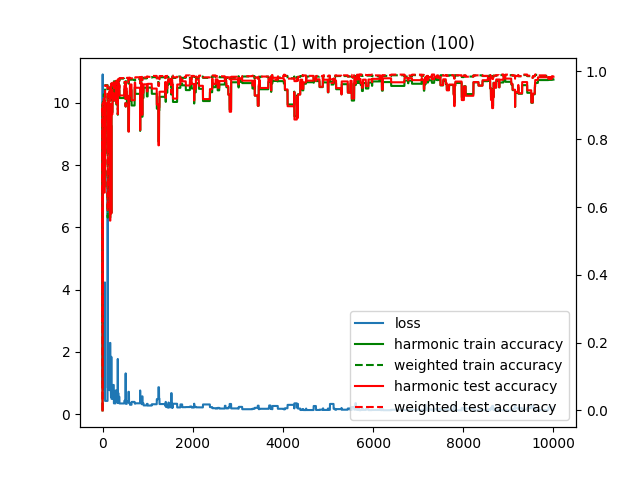 Stochastic (1) with projection (100)
10
8
6
4
2
0
1.0
0.8
0.6
0.4
0.2
0.0
loss
harmonic train accuracy
weighted train accuracy
harmonic test accuracy
weighted test accuracy
0 2000 4000 6000 8000 10000